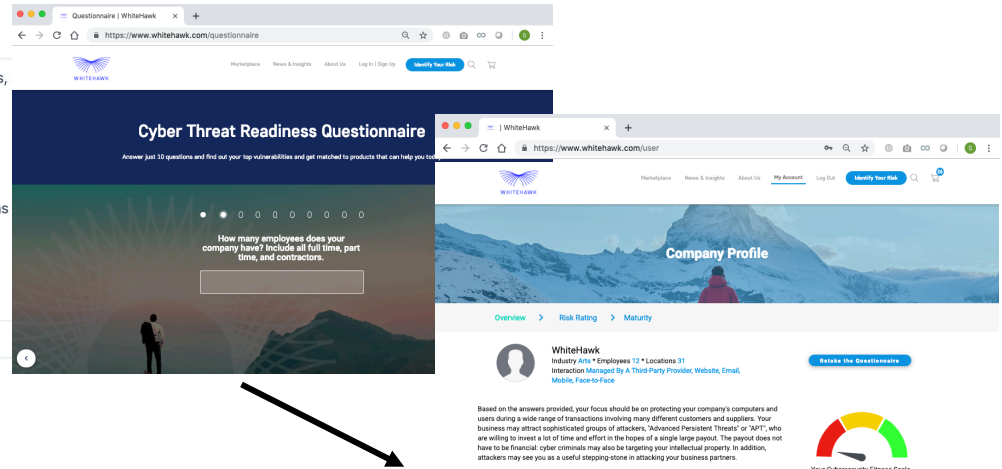 Questionnaire | WhiteHawk
https://www.whitehawk.com/questionnaire
S
WHITEHAWK
Marketplace News & Insights About Us Log In | Sign Up Identify Your Risk
s,
Cyber Threat Readiness Questionnaire
Answer just 10 questions and find out your top vulnerabilities and get matched to products that can help you today
ns
How many employees does your
company have? Include all full time, part
time, and contractors.
| WhiteHawk
https://www.whitehawk.com/user
S
WHITEHAWK
Marketplace News & Insights About Us My Account Log Out Identify Your Risk
Company Profile
Overview > Risk Rating > Maturity
WhiteHawk
Industry Arts * Employees 12 * Locations 31
Interaction Managed By A Third-Party Provider, Website, Email,
Mobile, Face-to-Face
Retake the Questionnaire
Based on the answers provided, your focus should be on protecting your company's computers and
users during a wide range of transactions involving many different customers and suppliers. Your
business may attract sophisticated groups of attackers, "Advanced Persistent Threats" or "APT", who
are willing to invest a lot of time and effort in the hopes of a single large payout. The payout does not
have to be financial: cyber criminals may also be targeting your intellectual property. In addition,
attackers may see you as a useful stepping-stone in attacking your business partners.
Your Cybersecurity Fitness Scale